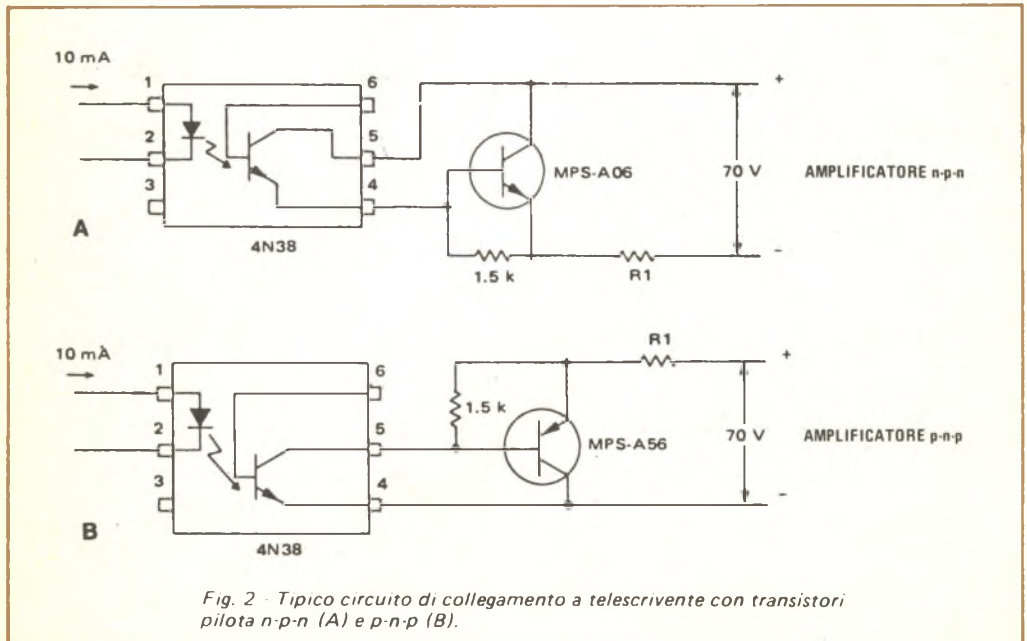 10 mA
1
6
2
5
3
4
A
4N38
MPS-A06
1.5 k
R1
+
70 V
-
AMPLIFICATORE n-p-n
10 mA
1
6
2
5
3
4
B
4N38
1.5 k
R1
MPS-A56
+
70 V
-
AMPLIFICATORE p-n-p
Fig. 2 - Tipico circuito di collegamento a telescrivente con transistori
pilota n-p-n (A) e p-n-p (B).